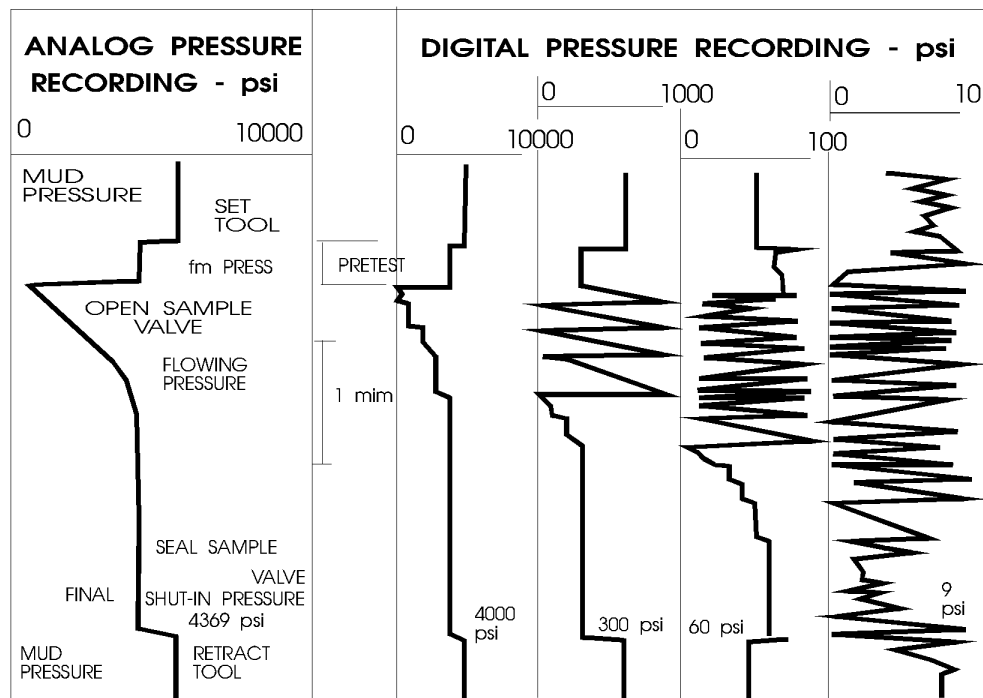 ANALOG PRESSURE
RECORDING - psi
0 10000
MUD
PRESSURE
SET
TOOL
fm PRESS
OPEN SAMPLE
VALVE
FLOWING
PRESSURE
SEAL SAMPLE
VALVE
FINAL
SHUT-IN PRESSURE
4369 psi
MUD
PRESSURE
RETRACT
TOOL
PRETEST
1 mim
DIGITAL PRESSURE RECORDING - psi
0 10000
0 1000
0 100
0 10
4000
psi
300 psi
60 psi
9
psi